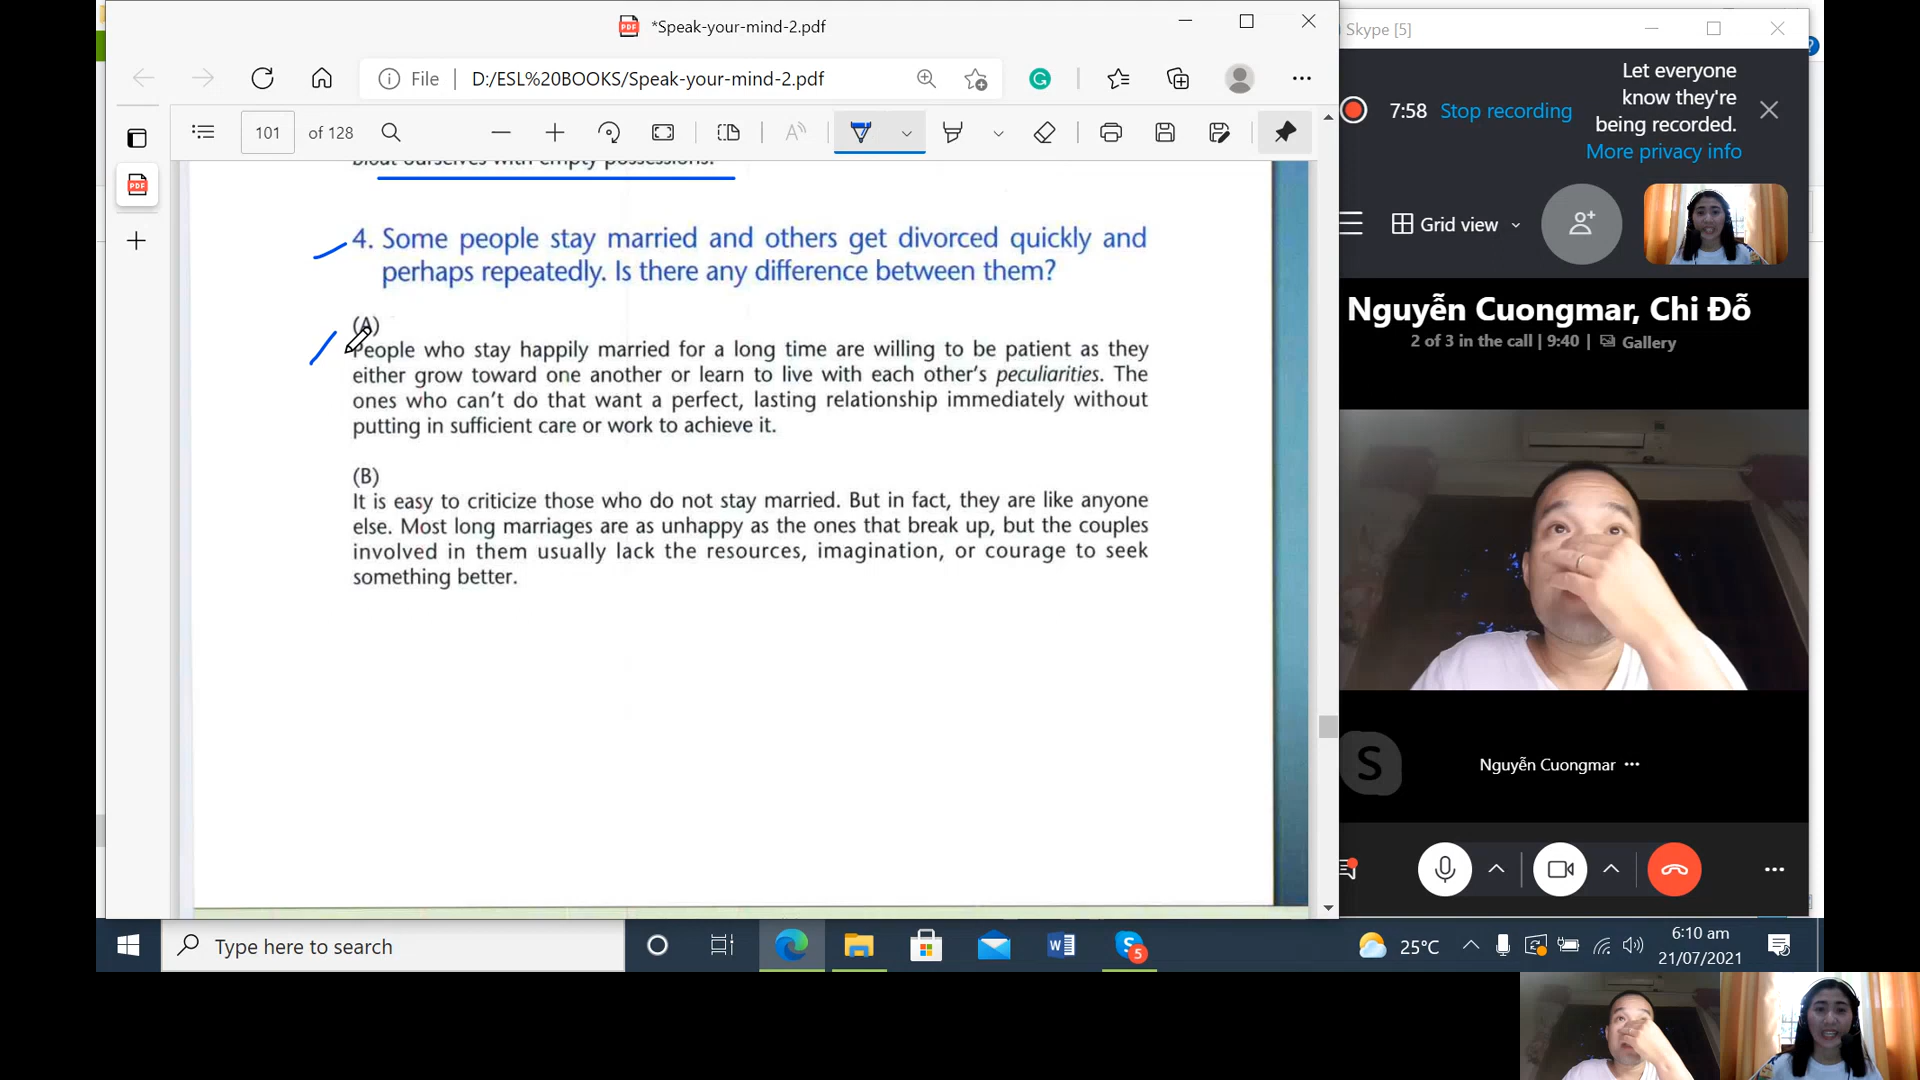 *Speak-your-mind-2.pdf
Skype [5]
File
D:/ESL%20BOOKS/Speak-your-mind-2.pdf
101
of 128
bloat ourselves with empty possessions.
4. Some people stay married and others get divorced quickly and
perhaps repeatedly. Is there any difference between them?
(A)
People who stay happily married for a long time are willing to be patient as they
either grow toward one another or learn to live with each other's peculiarities. The
ones who can't do that want a perfect, lasting relationship immediately without
putting in sufficient care or work to achieve it.
(B)
It is easy to criticize those who do not stay married. But in fact, they are like anyone
else. Most long marriages are as unhappy as the ones that break up, but the couples
involved in them usually lack the resources, imagination, or courage to seek
something better.
7:58 Stop recording
Let everyone
know they're
being recorded.
More privacy info
Grid view
Nguyễn Cuongmar, Chi Đỗ
2 of 3 in the call | 9:40 | Gallery
S
Nguyễn Cuongmar
Type here to search
25°C
6:10 am
21/07/2021